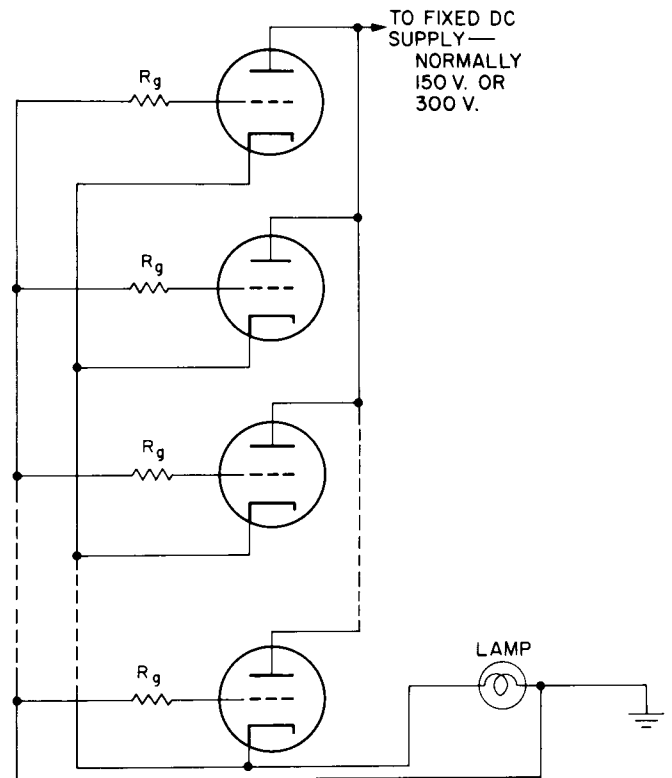 TO FIXED DC
SUPPLY—
NORMALLY
150 V. OR
300 V.
Rg
Rg
Rg
Rg
LAMP